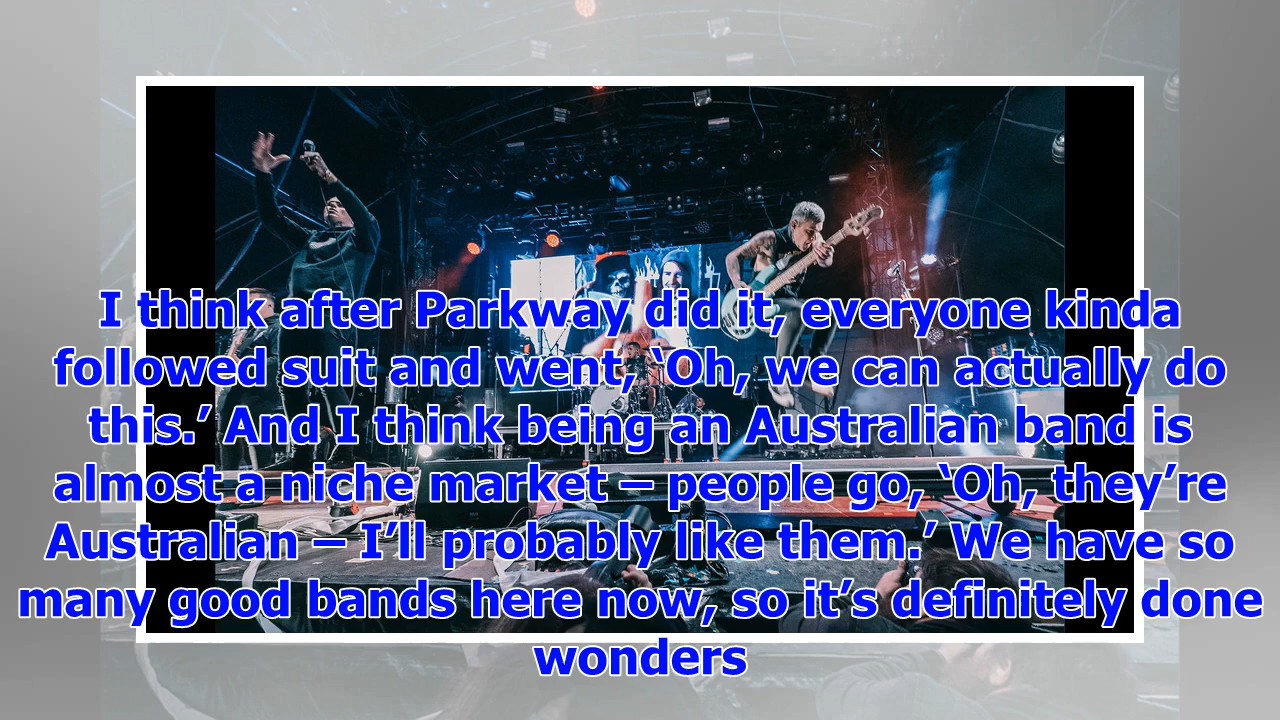 I think after Parkway did it, everyone kinda
followed suit and went, ‘Oh, we can actually do
this.’ And I think being an Australian band is
almost a niche market – people go, ‘Oh, they’re
Australian – I’ll probably like them.’ We have so
many good bands here now, so it’s definitely done
wonders